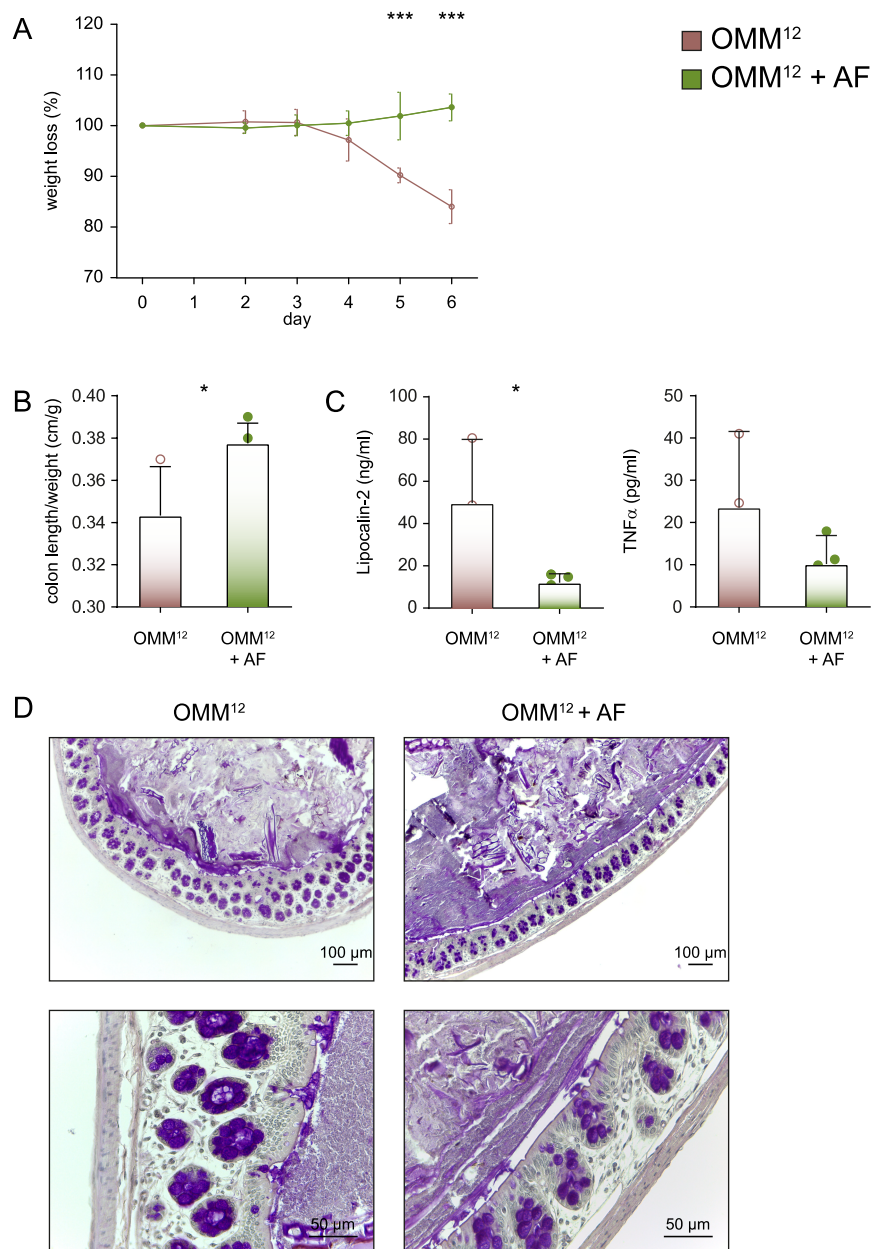 A
120
110
100
90
80
70
weight loss (%)
0 1 2 3 4 5 6
day
*** ***
OMM¹²
OMM¹² + AF
B
0.40
0.38
0.36
0.34
0.32
0.30
colon length/weight (cm/g)
*
OMM¹²
OMM¹²
+ AF
C
100
80
60
40
20
0
Lipocalin-2 (ng/ml)
*
OMM¹²
OMM¹²
+ AF
50
40
30
20
10
0
TNFα (pg/ml)
OMM¹²
OMM¹²
+ AF
D
OMM¹²
OMM¹² + AF
100 µm
100 µm
50 µm
50 µm